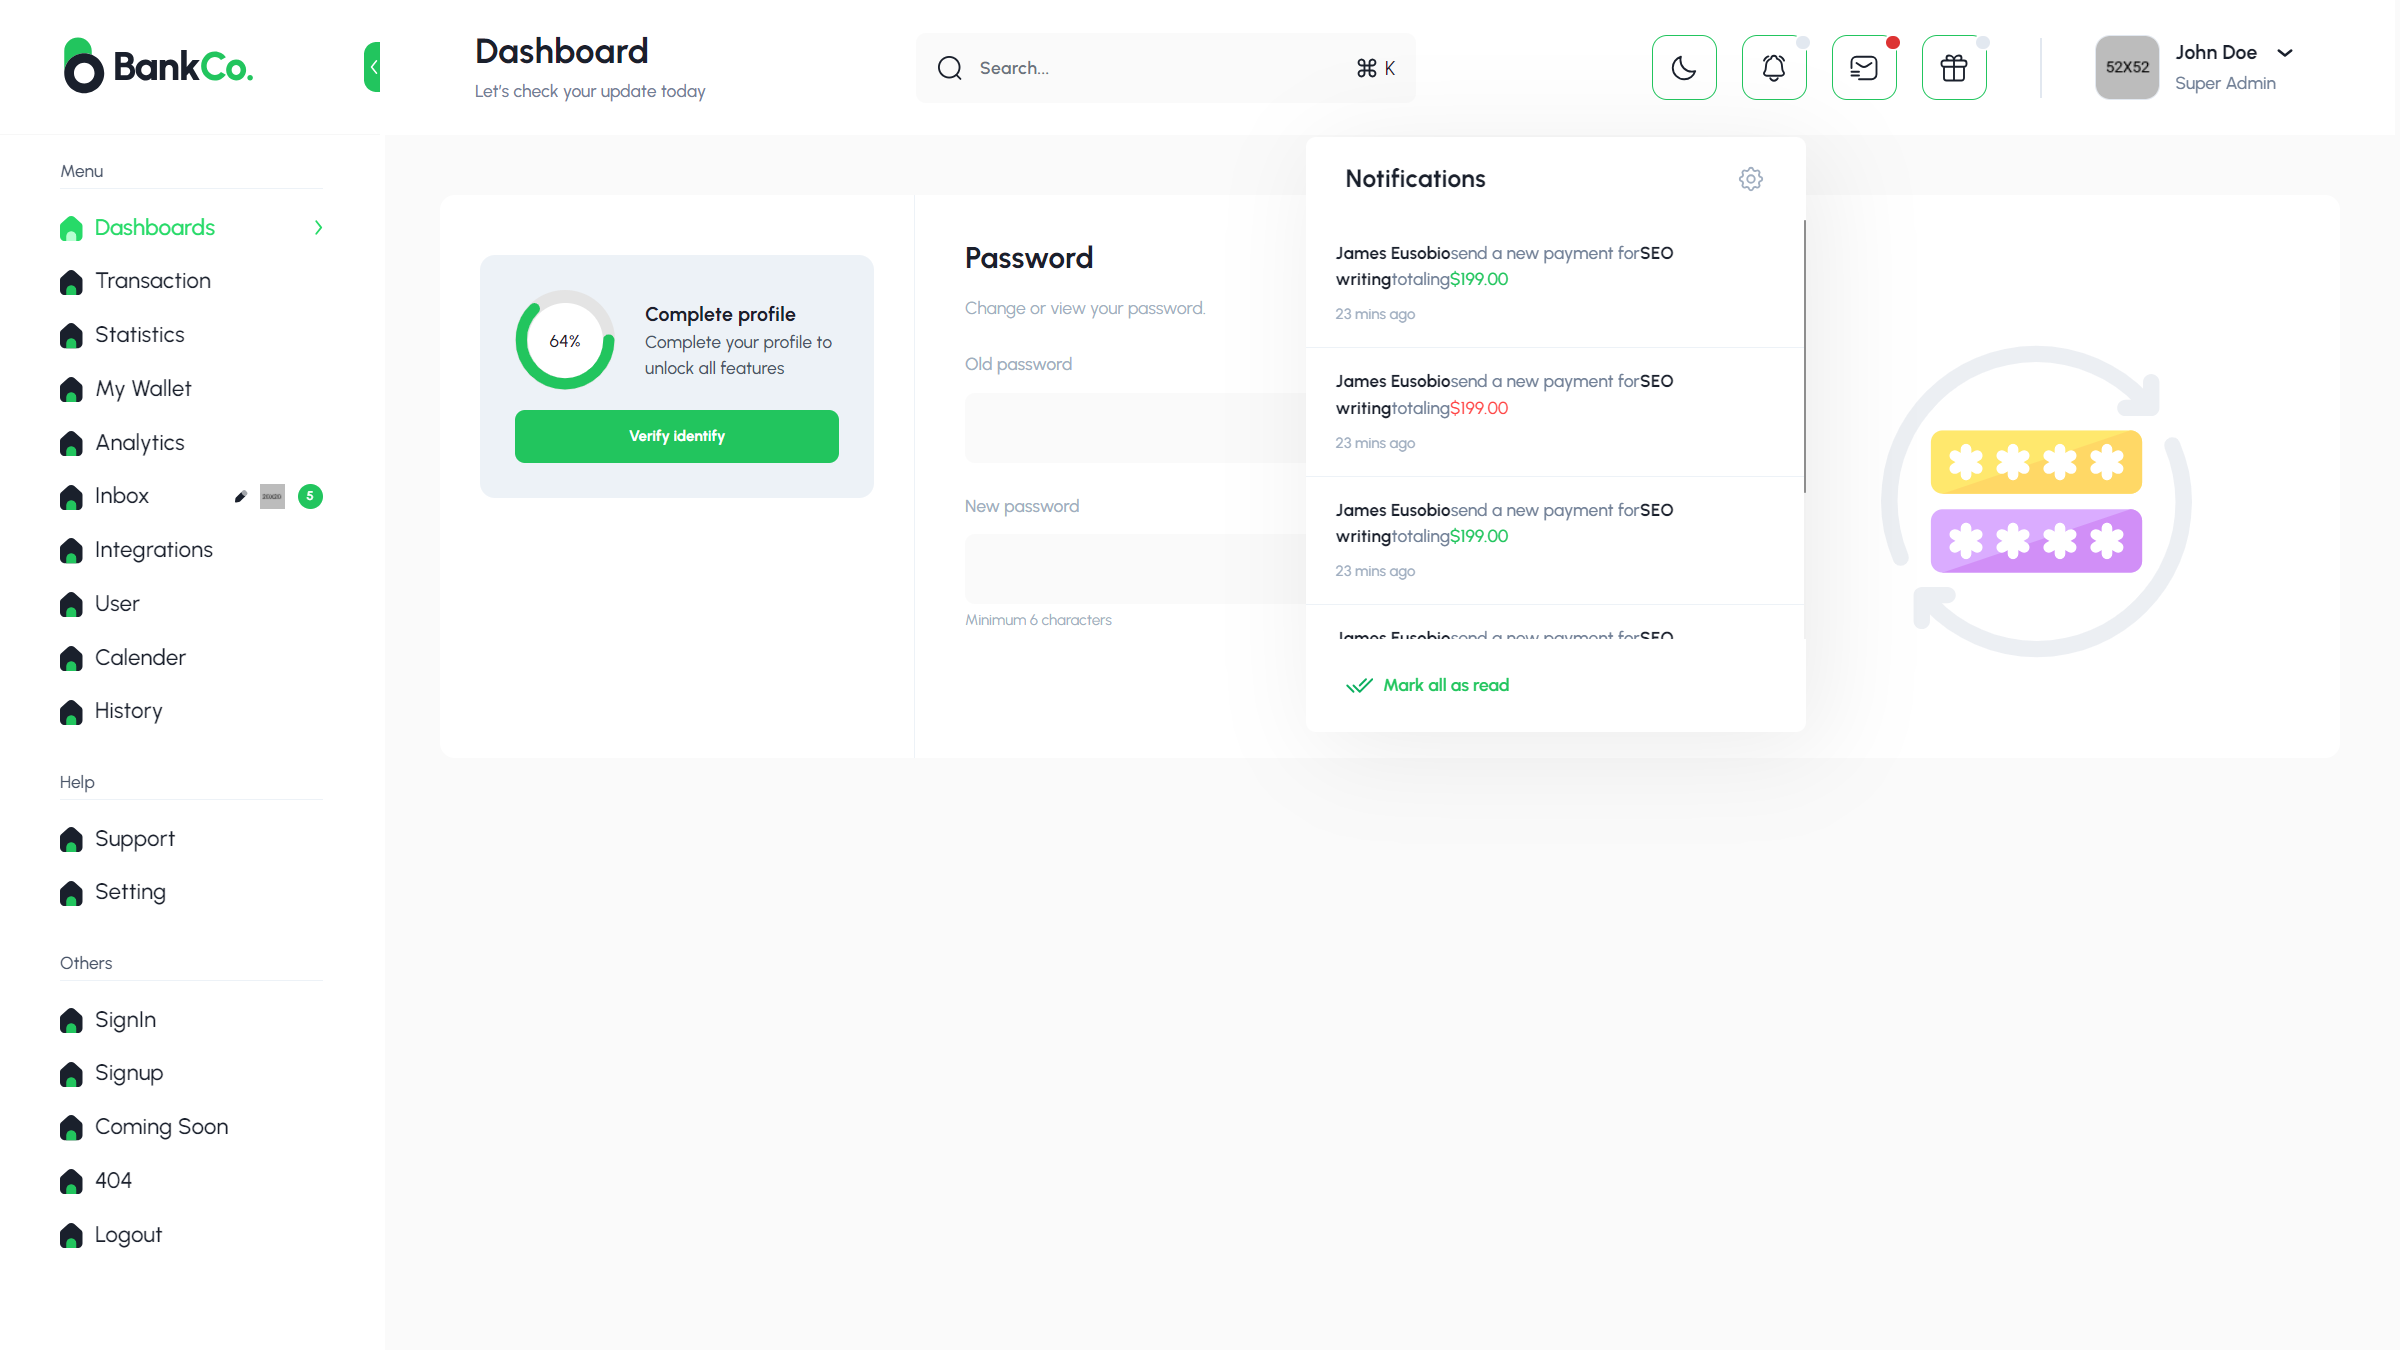 BankCo.
Dashboard
Let's check your update today
Search...
⌘ K
52X52
John Doe
Super Admin
Menu
Dashboards
Transaction
Statistics
My Wallet
Analytics
Inbox
20X20
5
Integrations
User
Calender
History
Help
Support
Setting
Others
SignIn
Signup
Coming Soon
404
Logout
64%
Complete profile
Complete your profile to
unlock all features
Verify identify
Password
Change or view your password.
Old password
New password
Minimum 6 characters
Notifications
James Eusobiosend a new payment forSEO
writingtotaling$199.00
23 mins ago
James Eusobiosend a new payment forSEO
writingtotaling$199.00
23 mins ago
James Eusobiosend a new payment forSEO
writingtotaling$199.00
23 mins ago
James Eusobiosend a new payment forSEO
Mark all as read